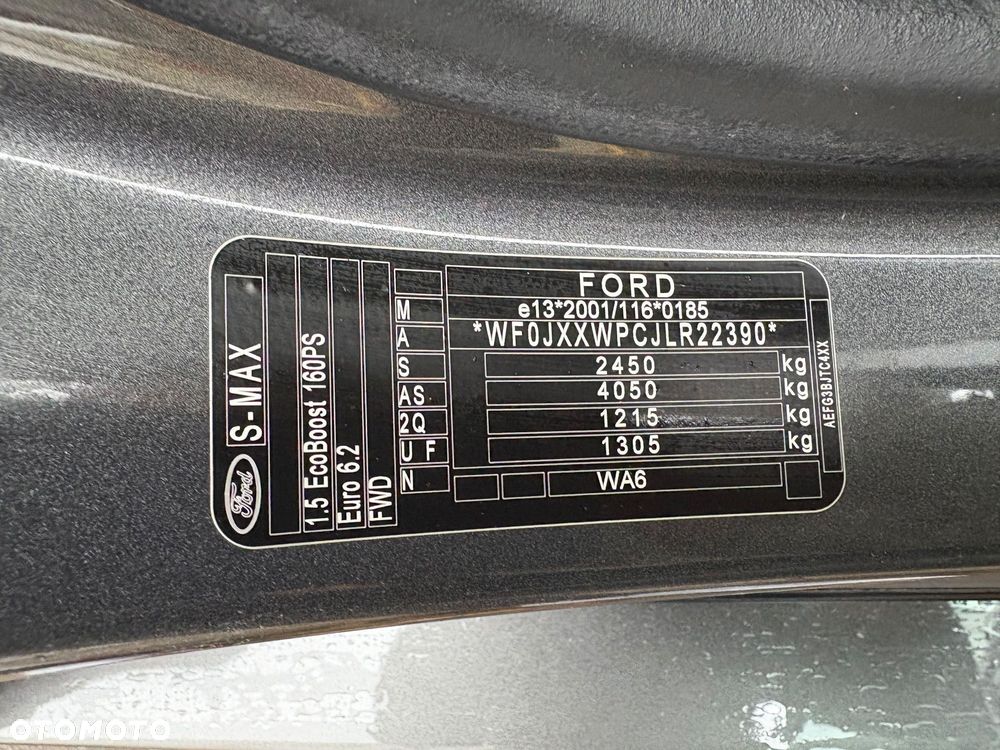 FORD
M e13*2001/116*0185
A *WF0JXXWPCJLR22390*
S 2450 kg
AS 4050 kg
2Q 1215 kg
U F 1305 kg
N WA6
AEFG3BJTC4XX
Ford S-MAX
1.5 EcoBoost 160PS
Euro 6.2
FWD
OTOMOTO